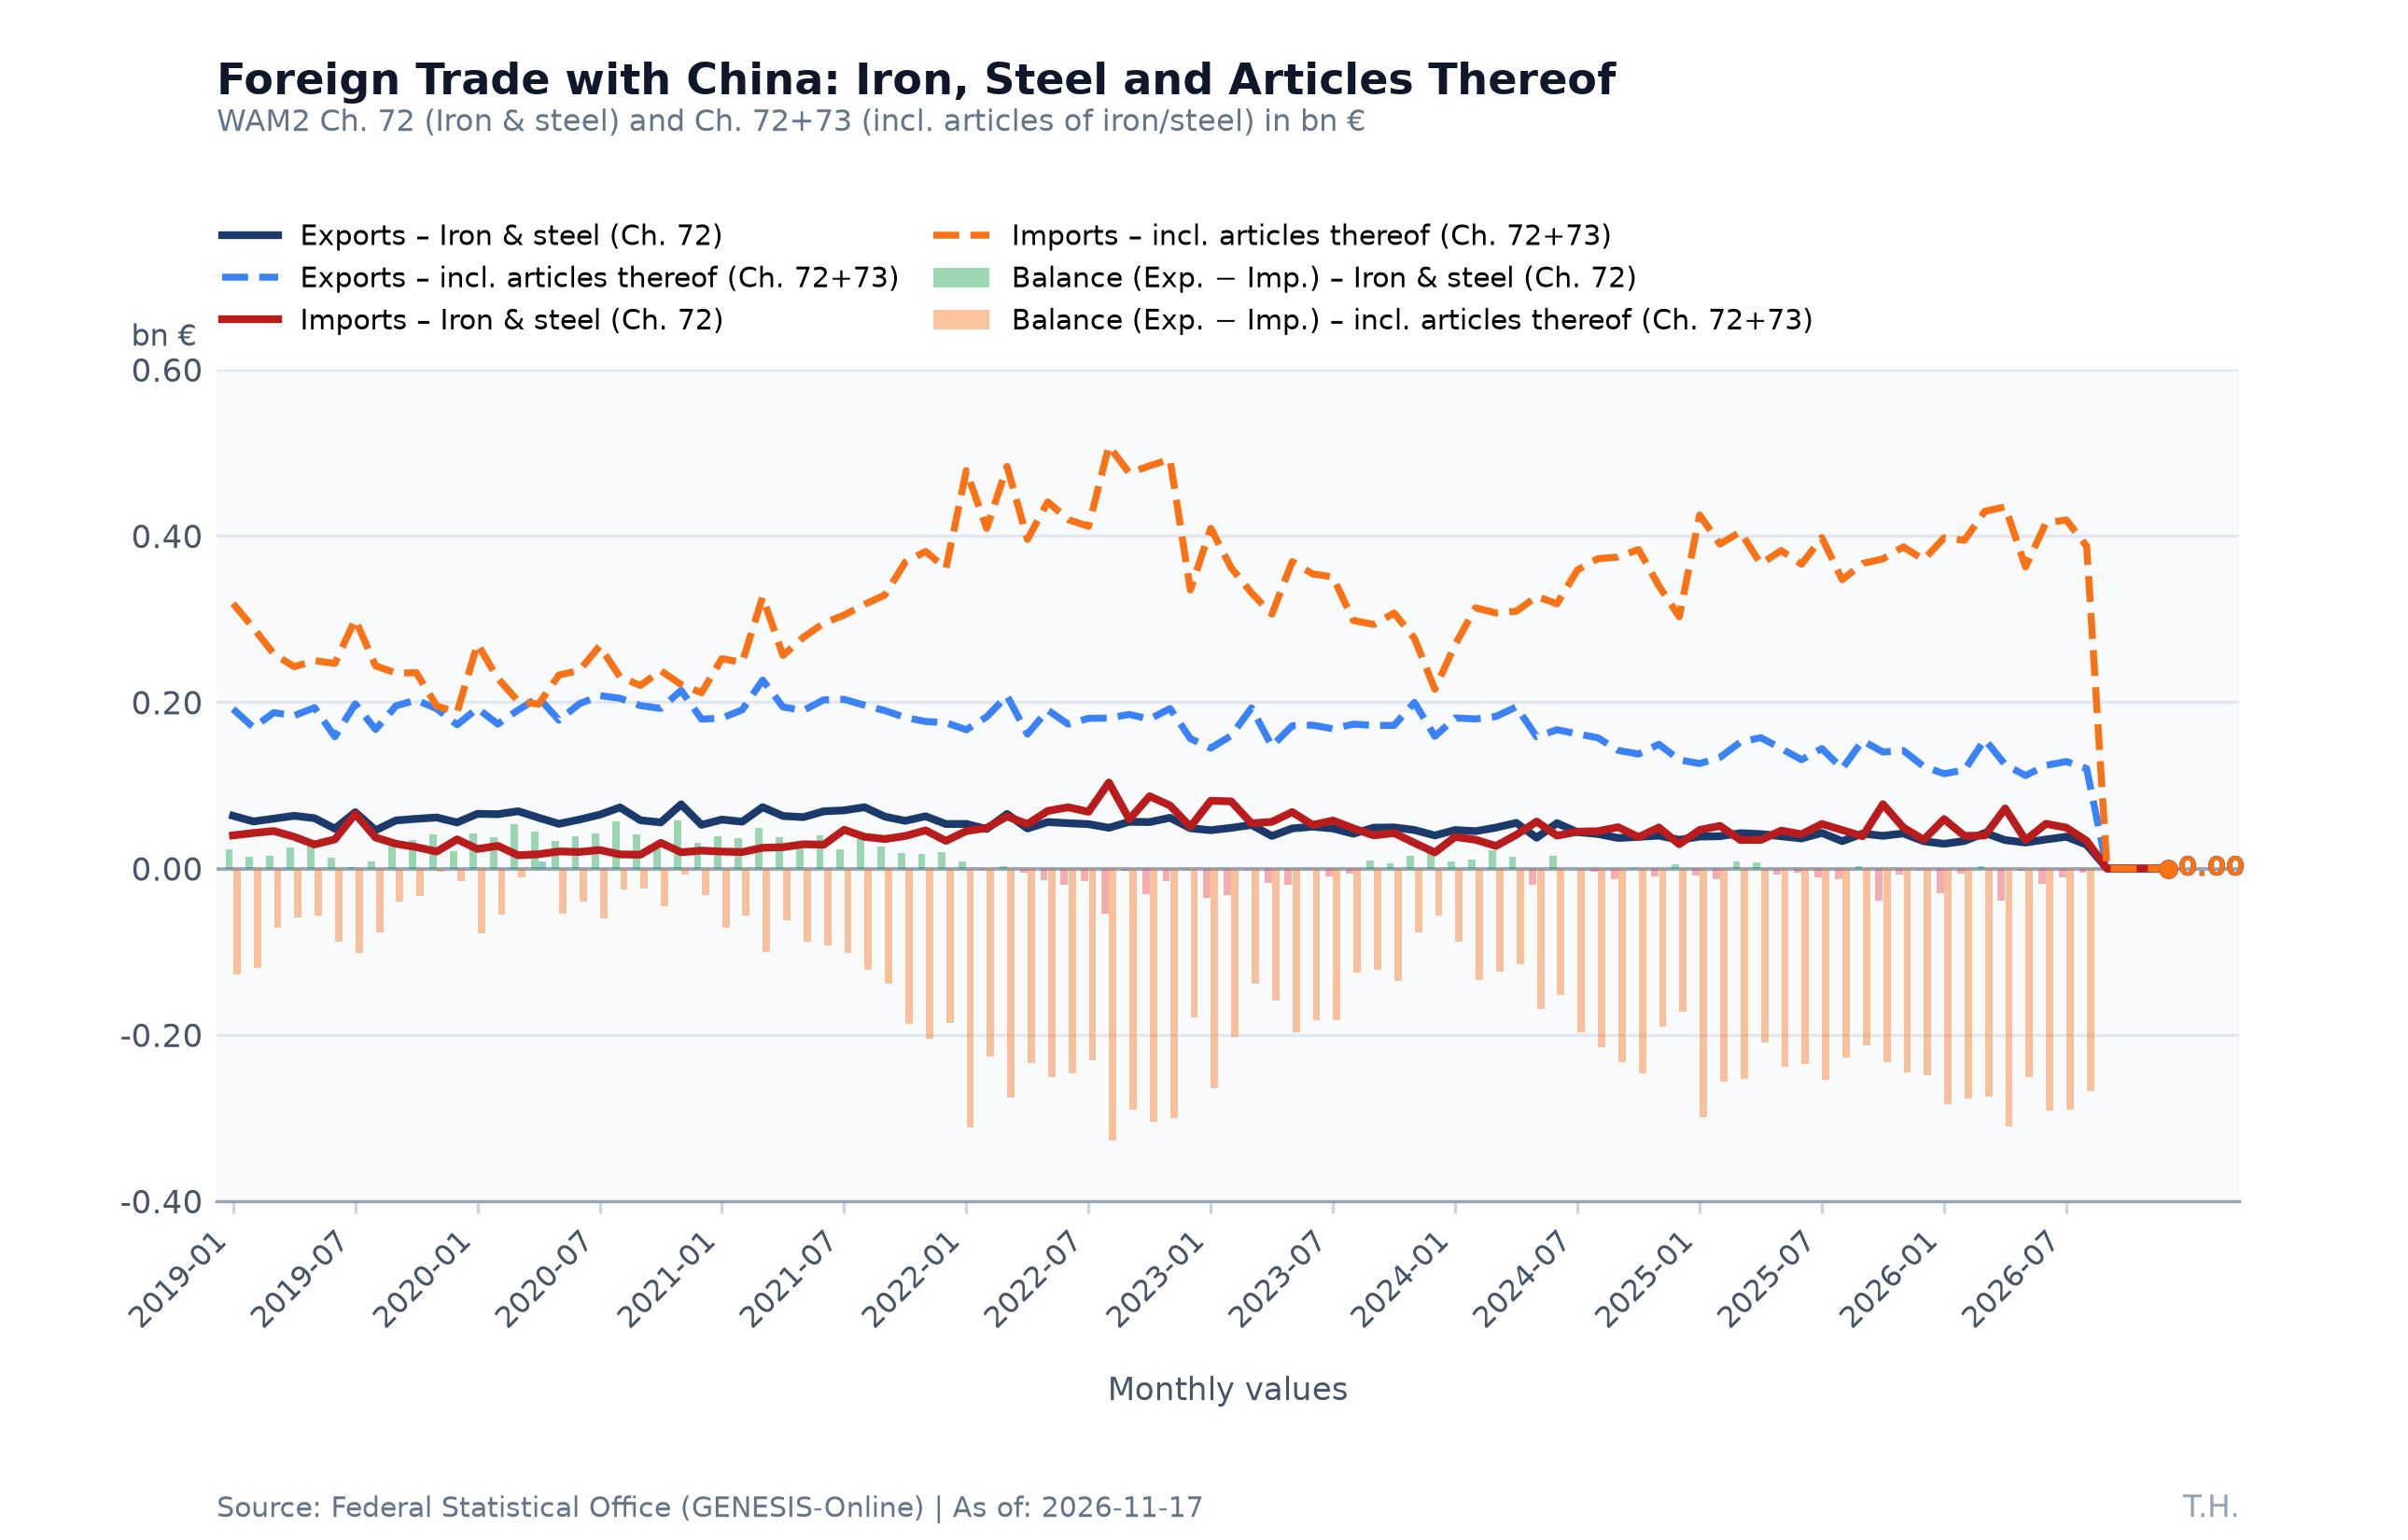 Foreign Trade with China: Iron, Steel and Articles Thereof
WAM2 Ch. 72 (Iron & steel) and Ch. 72+73 (incl. articles of iron/steel) in bn €
Exports – Iron & steel (Ch. 72)
Exports – incl. articles thereof (Ch. 72+73)
Imports – Iron & steel (Ch. 72)
Imports – incl. articles thereof (Ch. 72+73)
Balance (Exp. − Imp.) – Iron & steel (Ch. 72)
Balance (Exp. − Imp.) – incl. articles thereof (Ch. 72+73)
bn €
0.60
0.40
0.20
0.00
-0.20
-0.40
0.00
2019-01
2019-07
2020-01
2020-07
2021-01
2021-07
2022-01
2022-07
2023-01
2023-07
2024-01
2024-07
2025-01
2025-07
2026-01
2026-07
Monthly values
Source: Federal Statistical Office (GENESIS-Online) | As of: 2026-11-17
T.H.